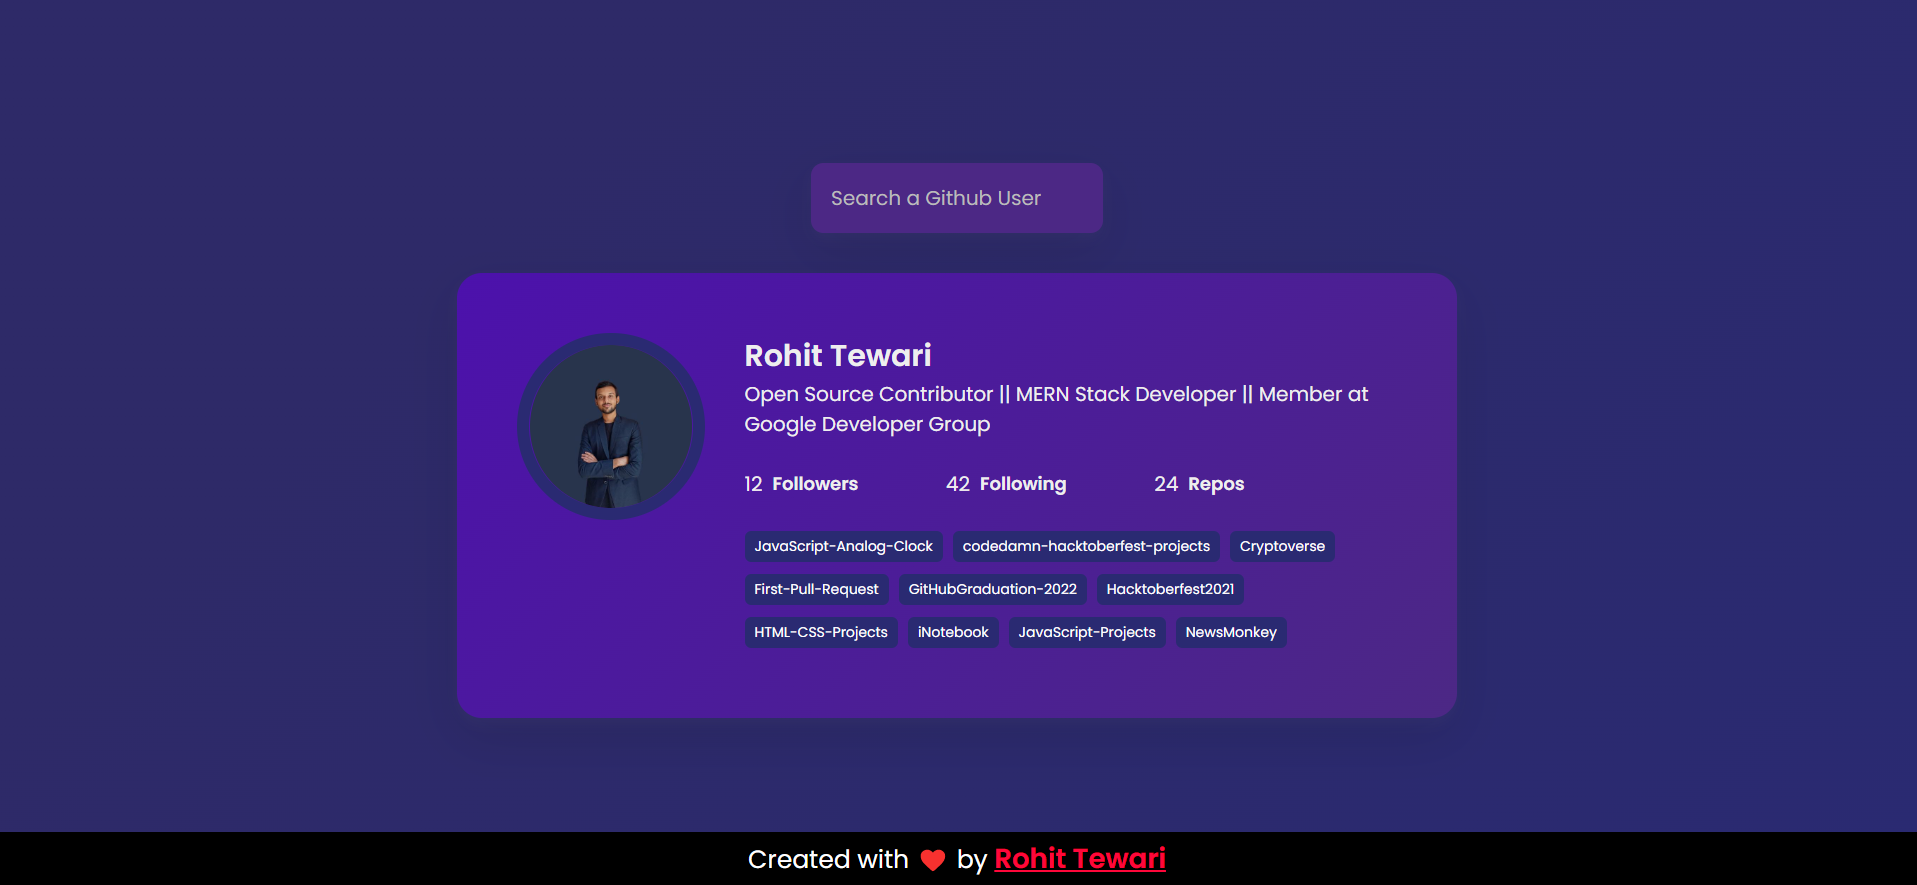 Search a Github User
Rohit Tewari
Open Source Contributor || MERN Stack Developer || Member at
Google Developer Group
12 Followers 42 Following 24 Repos
JavaScript-Analog-Clock codedamn-hacktoberfest-projects Cryptoverse
First-Pull-Request GitHubGraduation-2022 Hacktoberfest2021
HTML-CSS-Projects iNotebook JavaScript-Projects NewsMonkey
Created with ❤ by Rohit Tewari